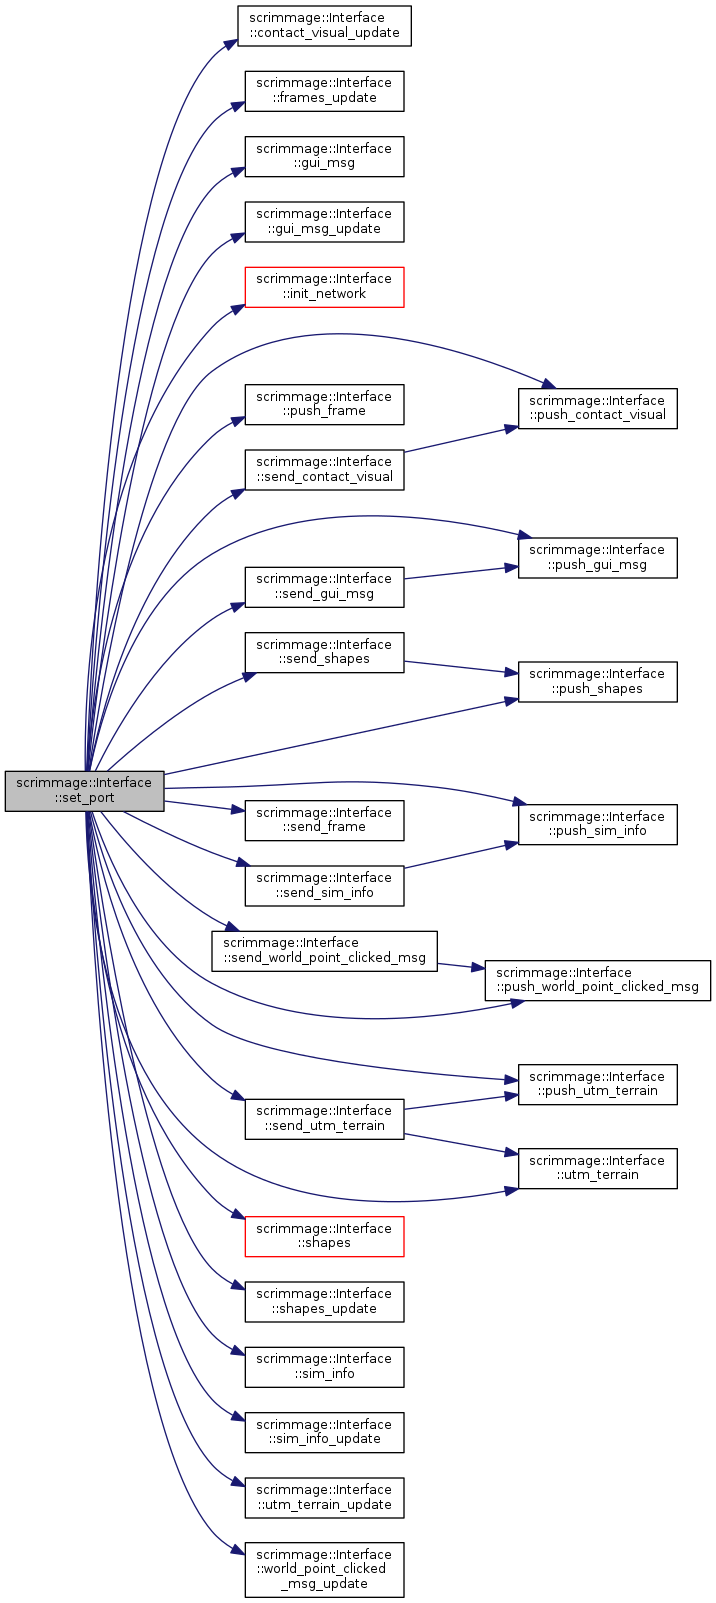 scrimmage::Interface
::contact_visual_update
scrimmage::Interface
::frames_update
scrimmage::Interface
::gui_msg
scrimmage::Interface
::gui_msg_update
scrimmage::Interface
::init_network
scrimmage::Interface
::push_frame
scrimmage::Interface
::push_contact_visual
scrimmage::Interface
::send_contact_visual
scrimmage::Interface
::push_gui_msg
scrimmage::Interface
::send_gui_msg
scrimmage::Interface
::send_shapes
scrimmage::Interface
::push_shapes
scrimmage::Interface
::set_port
scrimmage::Interface
::send_frame
scrimmage::Interface
::push_sim_info
scrimmage::Interface
::send_sim_info
scrimmage::Interface
::send_world_point_clicked_msg
scrimmage::Interface
::push_world_point_clicked_msg
scrimmage::Interface
::push_utm_terrain
scrimmage::Interface
::send_utm_terrain
scrimmage::Interface
::utm_terrain
scrimmage::Interface
::shapes
scrimmage::Interface
::shapes_update
scrimmage::Interface
::sim_info
scrimmage::Interface
::sim_info_update
scrimmage::Interface
::utm_terrain_update
scrimmage::Interface
::world_point_clicked
_msg_update